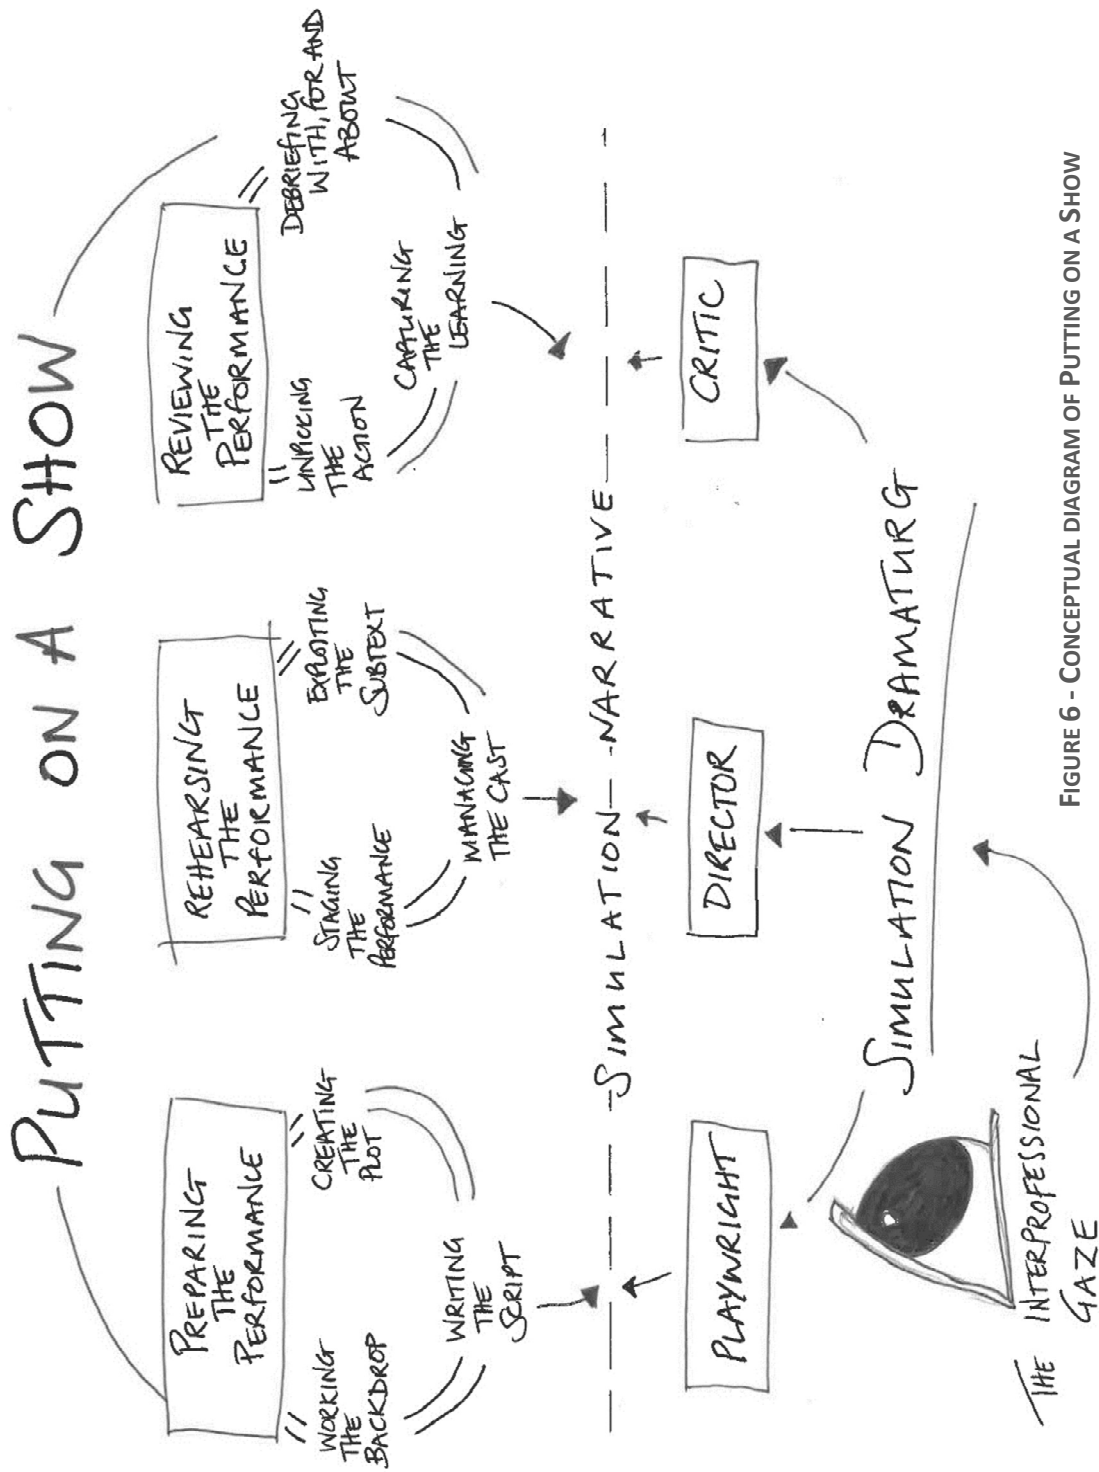 PUTTING ON A SHOW
PREPARING
THE
PERFORMANCE
WORKING
THE
BACKDROP
CREATING
THE
PLOT
WRITING
THE
SCRIPT
REHEARSING
THE
PERFORMANCE
STAGING
THE
PERFORMANCE
EXPLOITING
THE
SUBTEXT
MANAGING
THE CAST
REVIEWING
THE
PERFORMANCE
UNPICKING
THE
ACTION
DEBRIEFING
WITH, FOR AND
ABOUT
CAPTURING
THE
LEARNING
SIMULATION NARRATIVE
PLAYWRIGHT
DIRECTOR
CRITIC
SIMULATION DRAMATURG
THE INTERPROFESSIONAL
GAZE
FIGURE 6 - CONCEPTUAL DIAGRAM OF PUTTING ON A SHOW